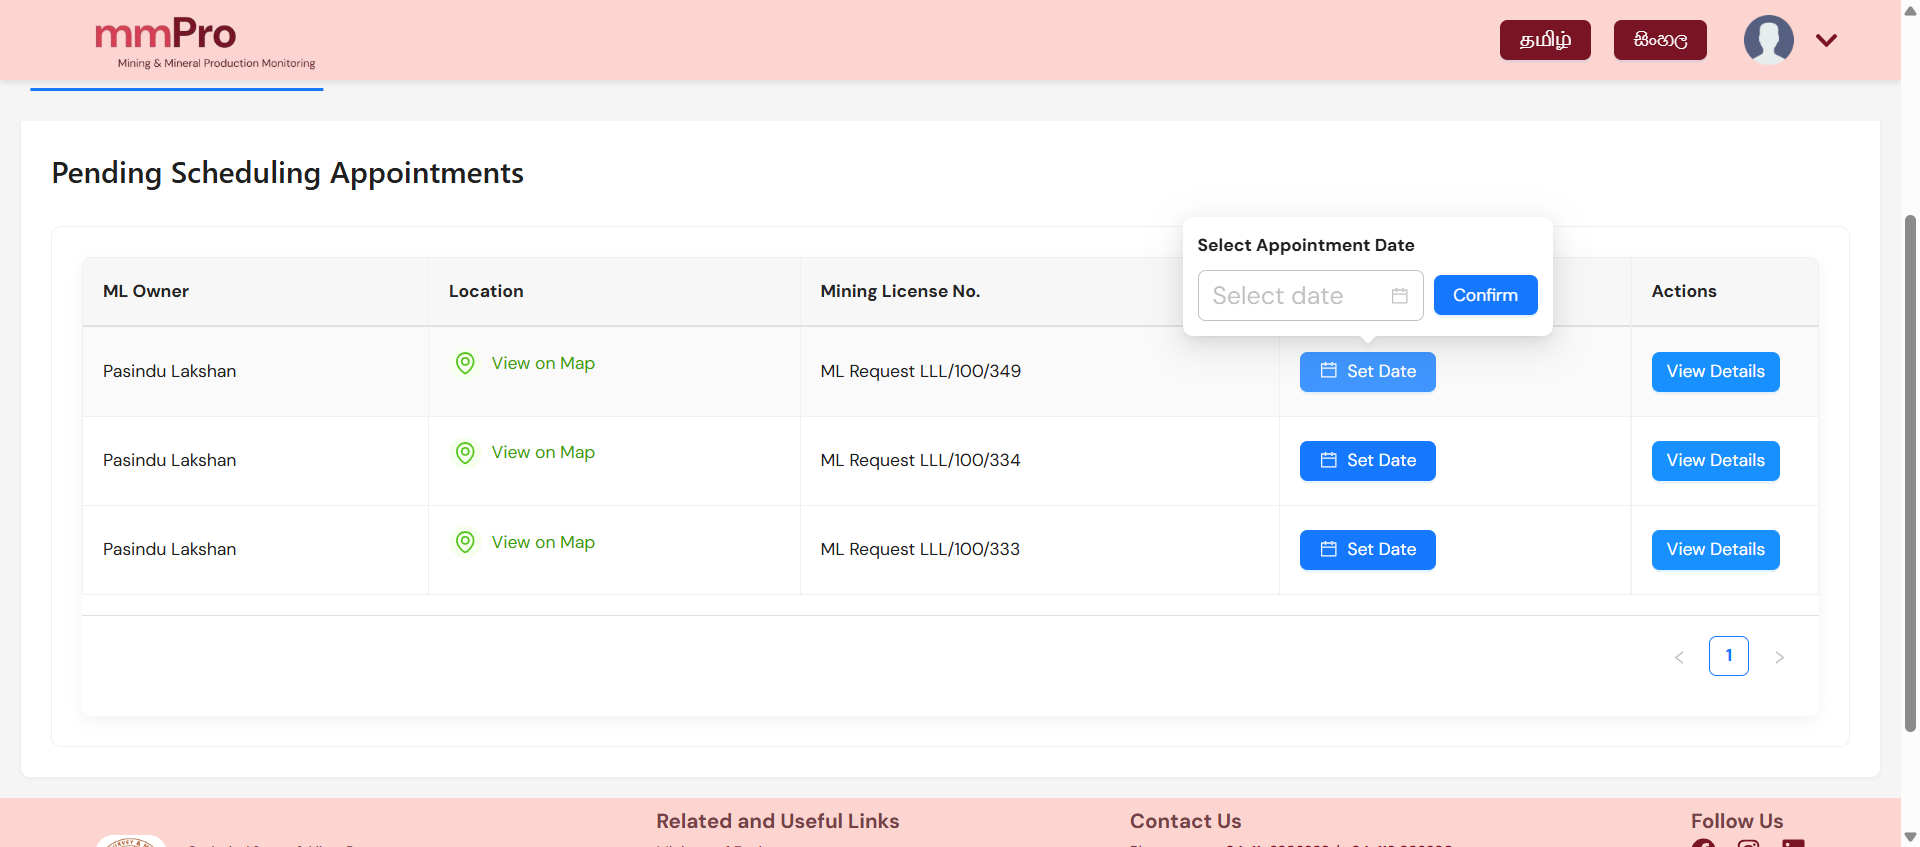 mmPro
Mining & Mineral Production Monitoring
தமிழ்
සිංහල
Pending Scheduling Appointments
Select Appointment Date
Select date
Confirm
ML Owner
Location
Mining License No.
Actions
Pasindu Lakshan
View on Map
ML Request LLL/100/349
Set Date
View Details
Pasindu Lakshan
View on Map
ML Request LLL/100/334
Set Date
View Details
Pasindu Lakshan
View on Map
ML Request LLL/100/333
Set Date
View Details
1
Related and Useful Links
Contact Us
Follow Us